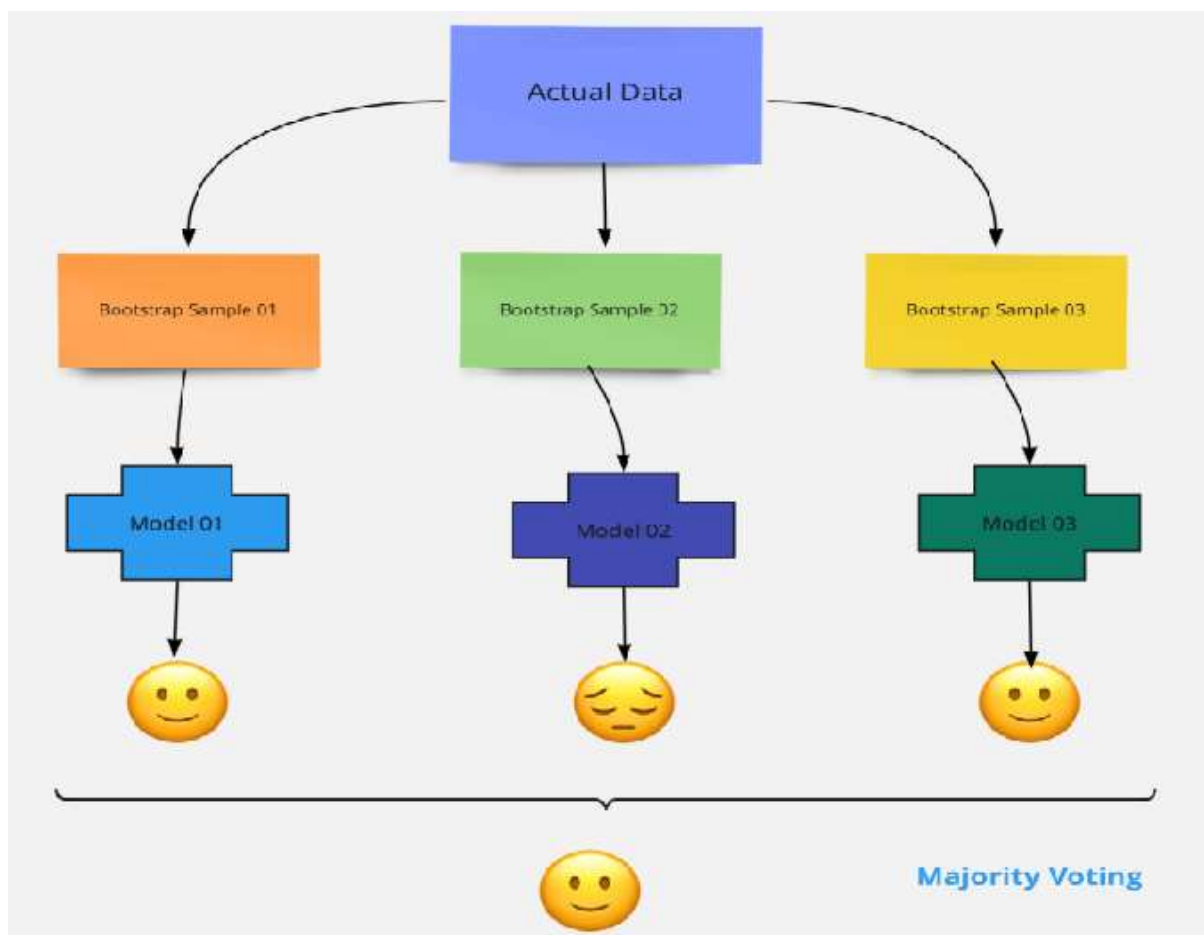 Actual Data
Bootstrap Sample 01
Bootstrap Sample 02
Bootstrap Sample 03
Model 01
Model 02
Model 03
Majority Voting